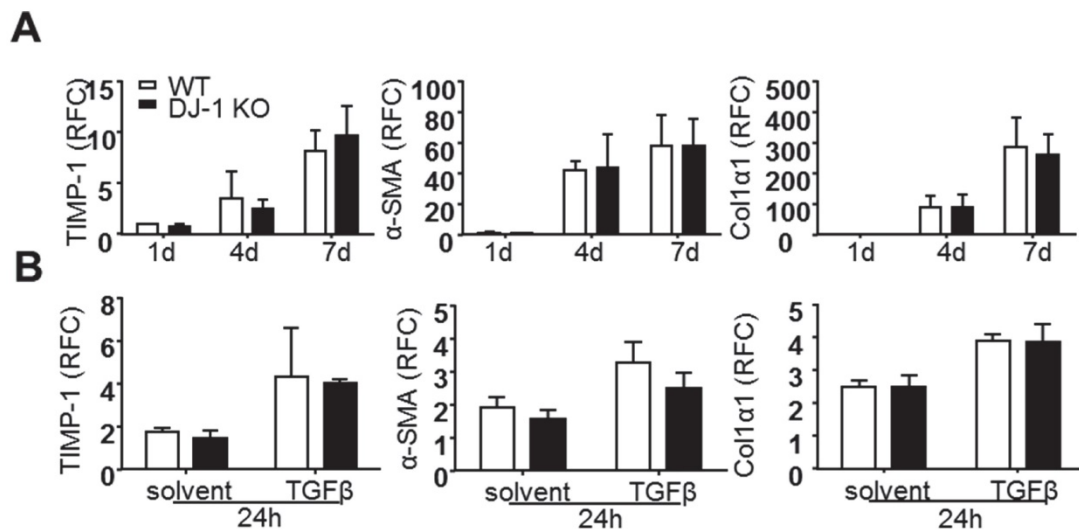 A
TIMP-1 (RFC)
15
10
5
0
WT
DJ-1 KO
1d 4d 7d
α-SMA (RFC)
100
80
60
40
20
0
1d 4d 7d
Col1α1 (RFC)
500
400
300
200
100
0
1d 4d 7d
B
TIMP-1 (RFC)
8
6
4
2
0
solvent TGFβ
24h
α-SMA (RFC)
5
4
3
2
1
0
solvent TGFβ
24h
Col1α1 (RFC)
5
4
3
2
1
0
solvent TGFβ
24h